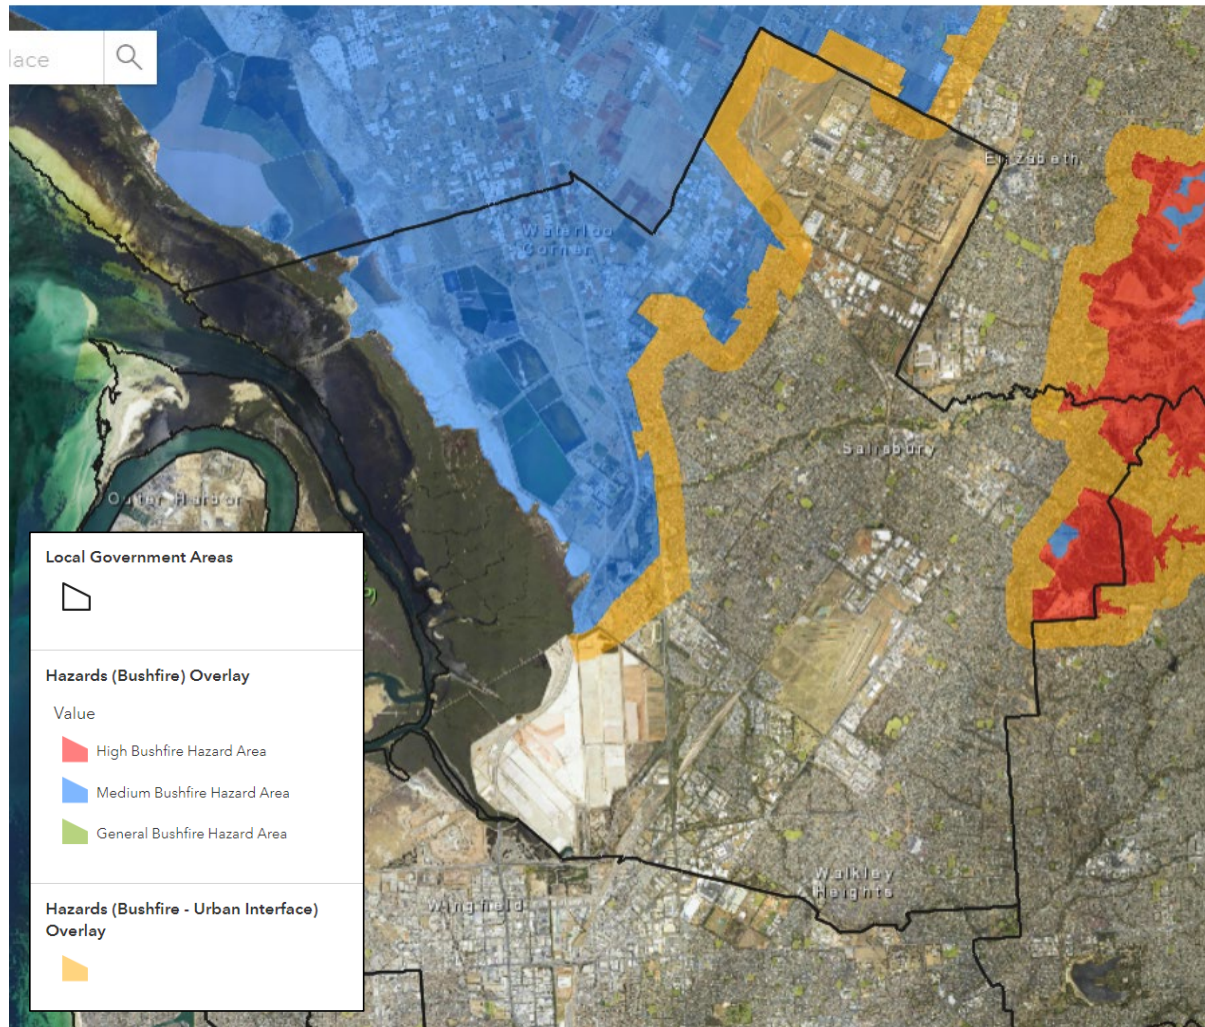 lace
Elizabeth
Waterloo
Corner
Salisbury
Outer Harbor
Local Government Areas
Hazards (Bushfire) Overlay
Value
High Bushfire Hazard Area
Medium Bushfire Hazard Area
General Bushfire Hazard Area
Hazards (Bushfire - Urban Interface)
Overlay
Walkley
Heights
Wingfield